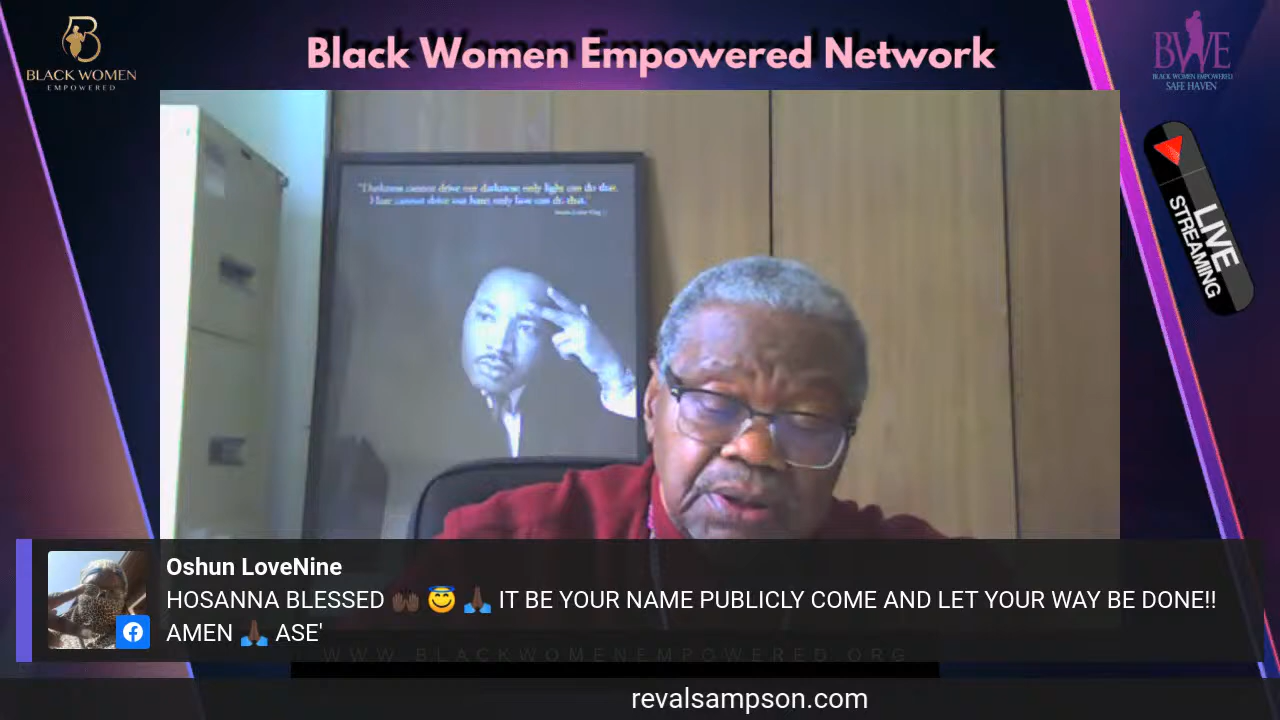 BLACK WOMEN
EMPOWERED
Black Women Empowered Network
BWE
BLACK WOMEN EMPOWERED
SAFE HAVEN
LIVE
STREAMING
"Darkness cannot drive out darkness; only light can do that.
Hate cannot drive out hate; only love can do that."
Oshun LoveNine
HOSANNA BLESSED 🙌🏿 😇 🙏🏾 IT BE YOUR NAME PUBLICLY COME AND LET YOUR WAY BE DONE!!
AMEN 🙏🏾 ASE'
WWW.BLACKWOMENEMPOWERED.ORG
revalsampson.com